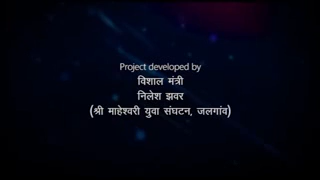 Project developed by
विशाल मंत्री
निलेश झवर
(श्री माहेश्वरी युवा संघटन, जलगांव)